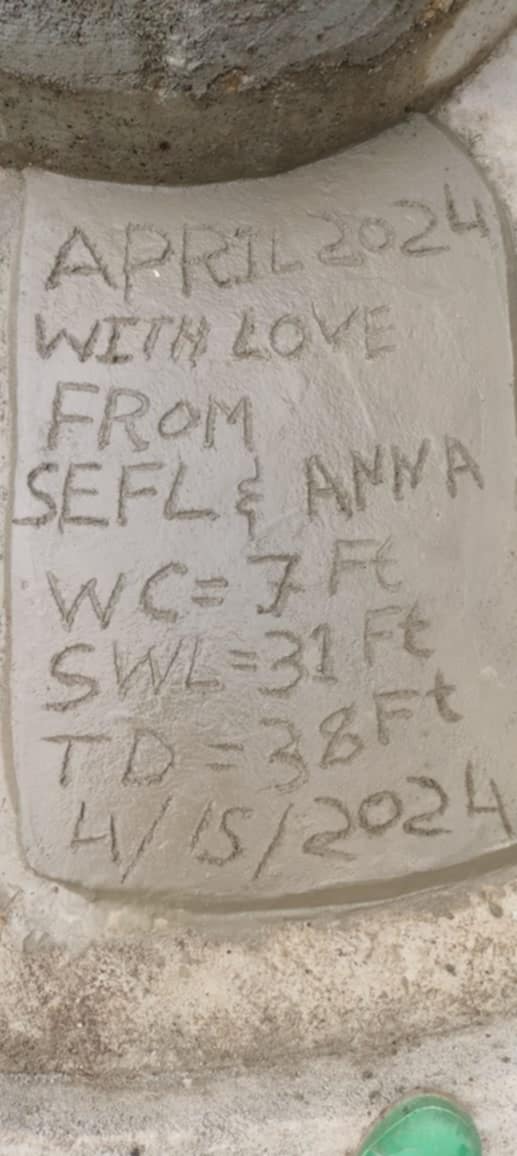 APRIL 2024
WITH LOVE
FROM
SEFL & ANNA
WC= 7 Ft
SWL=31 Ft
TD = 38 Ft
4/15/2024